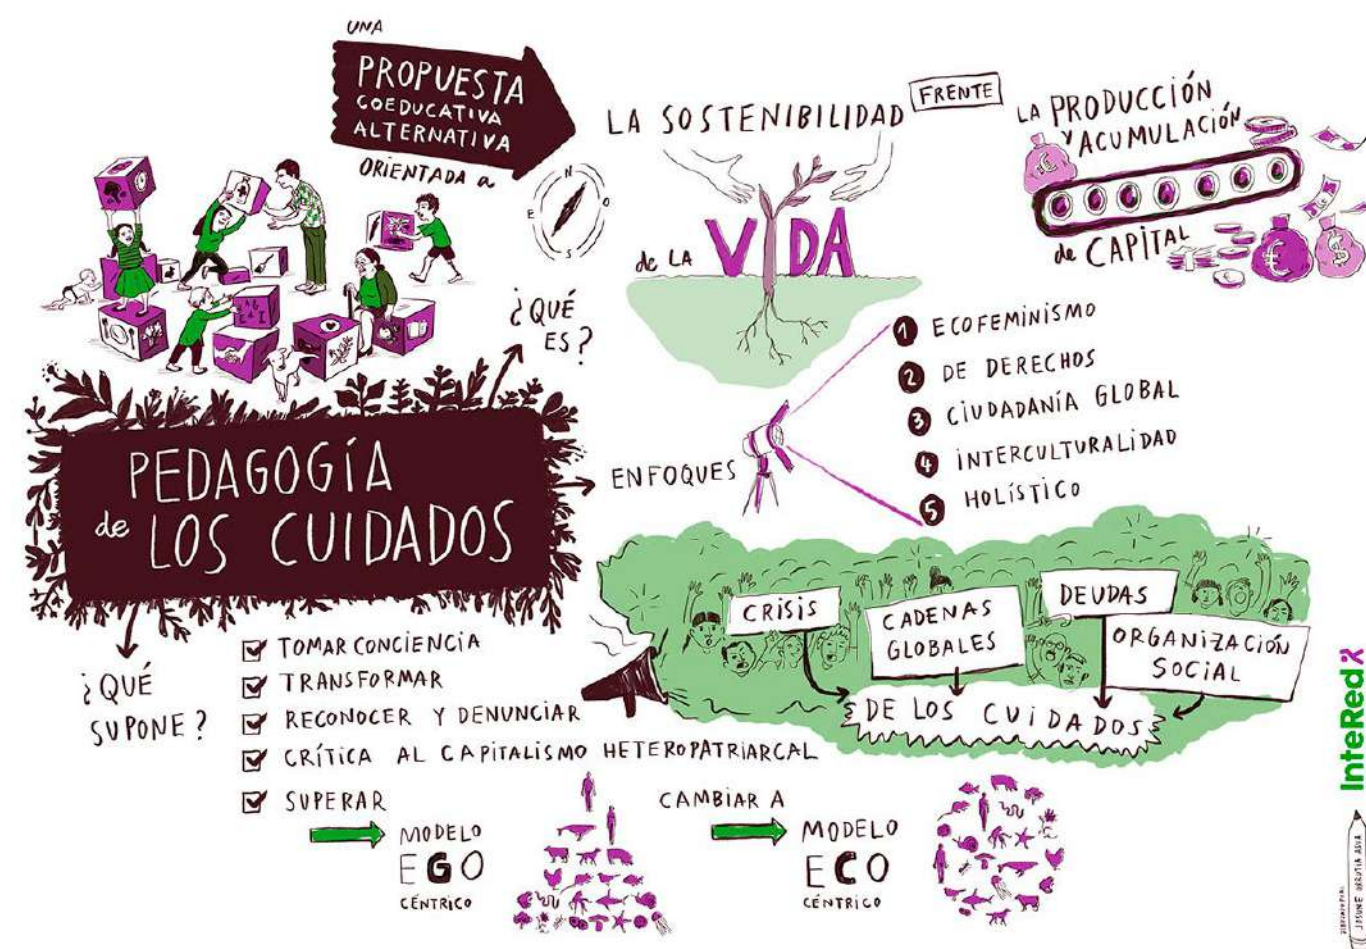 UNA
PROPUESTA
COEDUCATIVA
ALTERNATIVA
ORIENTADA a
N
E
O
S
LA SOSTENIBILIDAD
de LA VIDA
FRENTE
LA PRODUCCIÓN
Y ACUMULACIÓN
de CAPITAL
¿QUÉ
ES?
PEDAGOGÍA
de LOS CUIDADOS
ENFOQUES
1 ECOFEMINISMO
2 DE DERECHOS
3 CIUDADANÍA GLOBAL
4 INTERCULTURALIDAD
5 HOLÍSTICO
¿QUÉ
SUPONE?
TOMAR CONCIENCIA
TRANSFORMAR
RECONOCER Y DENUNCIAR
CRÍTICA AL CAPITALISMO HETEROPATRIARCAL
SUPERAR
MODELO
EGO
CÉNTRICO
CAMBIAR A
MODELO
ECO
CÉNTRICO
CRISIS
CADENAS
GLOBALES
DEUDAS
ORGANIZACIÓN
SOCIAL
DE LOS CUIDADOS
InteRed
JOSUNE URRUTIA ASUA